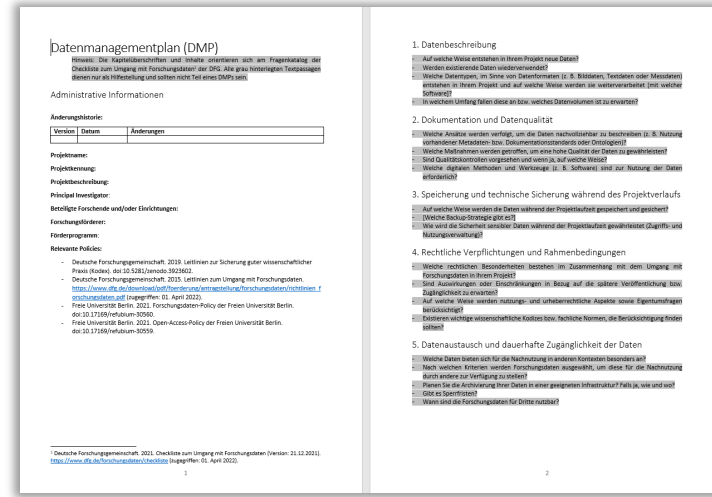 Datenmanagementplan (DMP)
Hinweis: Die Kapitelüberschriften und Inhalte orientieren sich am Fragenkatalog der
Checkliste zum Umgang mit Forschungsdaten¹ der DFG. Alle grau hinterlegten Textpassagen
dienen nur als Hilfestellung und sollten nicht Teil eines DMPs sein.
Administrative Informationen
Änderungshistorie:
Version Datum Änderungen
Projektname:
Projektkennung:
Projektbeschreibung:
Principal Investigator:
Beteiligte Forschende und/oder Einrichtungen:
Forschungsförderer:
Förderprogramm:
Relevante Policies:
- Deutsche Forschungsgemeinschaft. 2019. Leitlinien zur Sicherung guter wissenschaftlicher
Praxis (Kodex). doi:10.5281/zenodo.3923602.
- Deutsche Forschungsgemeinschaft. 2015. Leitlinien zum Umgang mit Forschungsdaten.
https://www.dfg.de/download/pdf/foerderung/antragstellung/forschungsdaten/richtlinien_f
orschungsdaten.pdf (zugegriffen: 01. April 2022).
- Freie Universität Berlin. 2021. Forschungsdaten-Policy der Freien Universität Berlin.
doi:10.17169/refubium-30560.
- Freie Universität Berlin. 2021. Open-Access-Policy der Freien Universität Berlin.
doi:10.17169/refubium-30559.
¹ Deutsche Forschungsgemeinschaft. 2021. Checkliste zum Umgang mit Forschungsdaten (Version: 21.12.2021).
https://www.dfg.de/forschungsdaten/checkliste (zugegriffen: 01. April 2022).
1
1. Datenbeschreibung
- Auf welche Weise entstehen in Ihrem Projekt neue Daten?
- Werden existierende Daten wiederverwendet?
- Welche Datentypen, im Sinne von Datenformaten (z. B. Bilddaten, Textdaten oder Messdaten)
entstehen in Ihrem Projekt und auf welche Weise werden sie weiterverarbeitet [mit welcher
Software]?
- In welchem Umfang fallen diese an bzw. welches Datenvolumen ist zu erwarten?
2. Dokumentation und Datenqualität
- Welche Ansätze werden verfolgt, um die Daten nachvollziehbar zu beschreiben (z. B. Nutzung
vorhandener Metadaten- bzw. Dokumentationsstandards oder Ontologien)?
- Welche Maßnahmen werden getroffen, um eine hohe Qualität der Daten zu gewährleisten?
- Sind Qualitätskontrollen vorgesehen und wenn ja, auf welche Weise?
- Welche digitalen Methoden und Werkzeuge (z. B. Software) sind zur Nutzung der Daten
erforderlich?
3. Speicherung und technische Sicherung während des Projektverlaufs
- Auf welche Weise werden die Daten während der Projektlaufzeit gespeichert und gesichert?
- [Welche Backup-Strategie gibt es?]
- Wie wird die Sicherheit sensibler Daten während der Projektlaufzeit gewährleistet (Zugriffs- und
Nutzungsverwaltung)?
4. Rechtliche Verpflichtungen und Rahmenbedingungen
- Welche rechtlichen Besonderheiten bestehen im Zusammenhang mit dem Umgang mit
Forschungsdaten in Ihrem Projekt?
- Sind Auswirkungen oder Einschränkungen in Bezug auf die spätere Veröffentlichung bzw.
Zugänglichkeit zu erwarten?
- Auf welche Weise werden nutzungs- und urheberrechtliche Aspekte sowie Eigentumsfragen
berücksichtigt?
- Existieren wichtige wissenschaftliche Kodizes bzw. fachliche Normen, die Berücksichtigung finden
sollten?
5. Datenaustausch und dauerhafte Zugänglichkeit der Daten
- Welche Daten bieten sich für die Nachnutzung in anderen Kontexten besonders an?
- Nach welchen Kriterien werden Forschungsdaten ausgewählt, um diese für die Nachnutzung
durch andere zur Verfügung zu stellen?
- Planen Sie die Archivierung Ihrer Daten in einer geeigneten Infrastruktur? Falls ja, wie und wo?
- Gibt es Sperrfristen?
- Wann sind die Forschungsdaten für Dritte nutzbar?
2